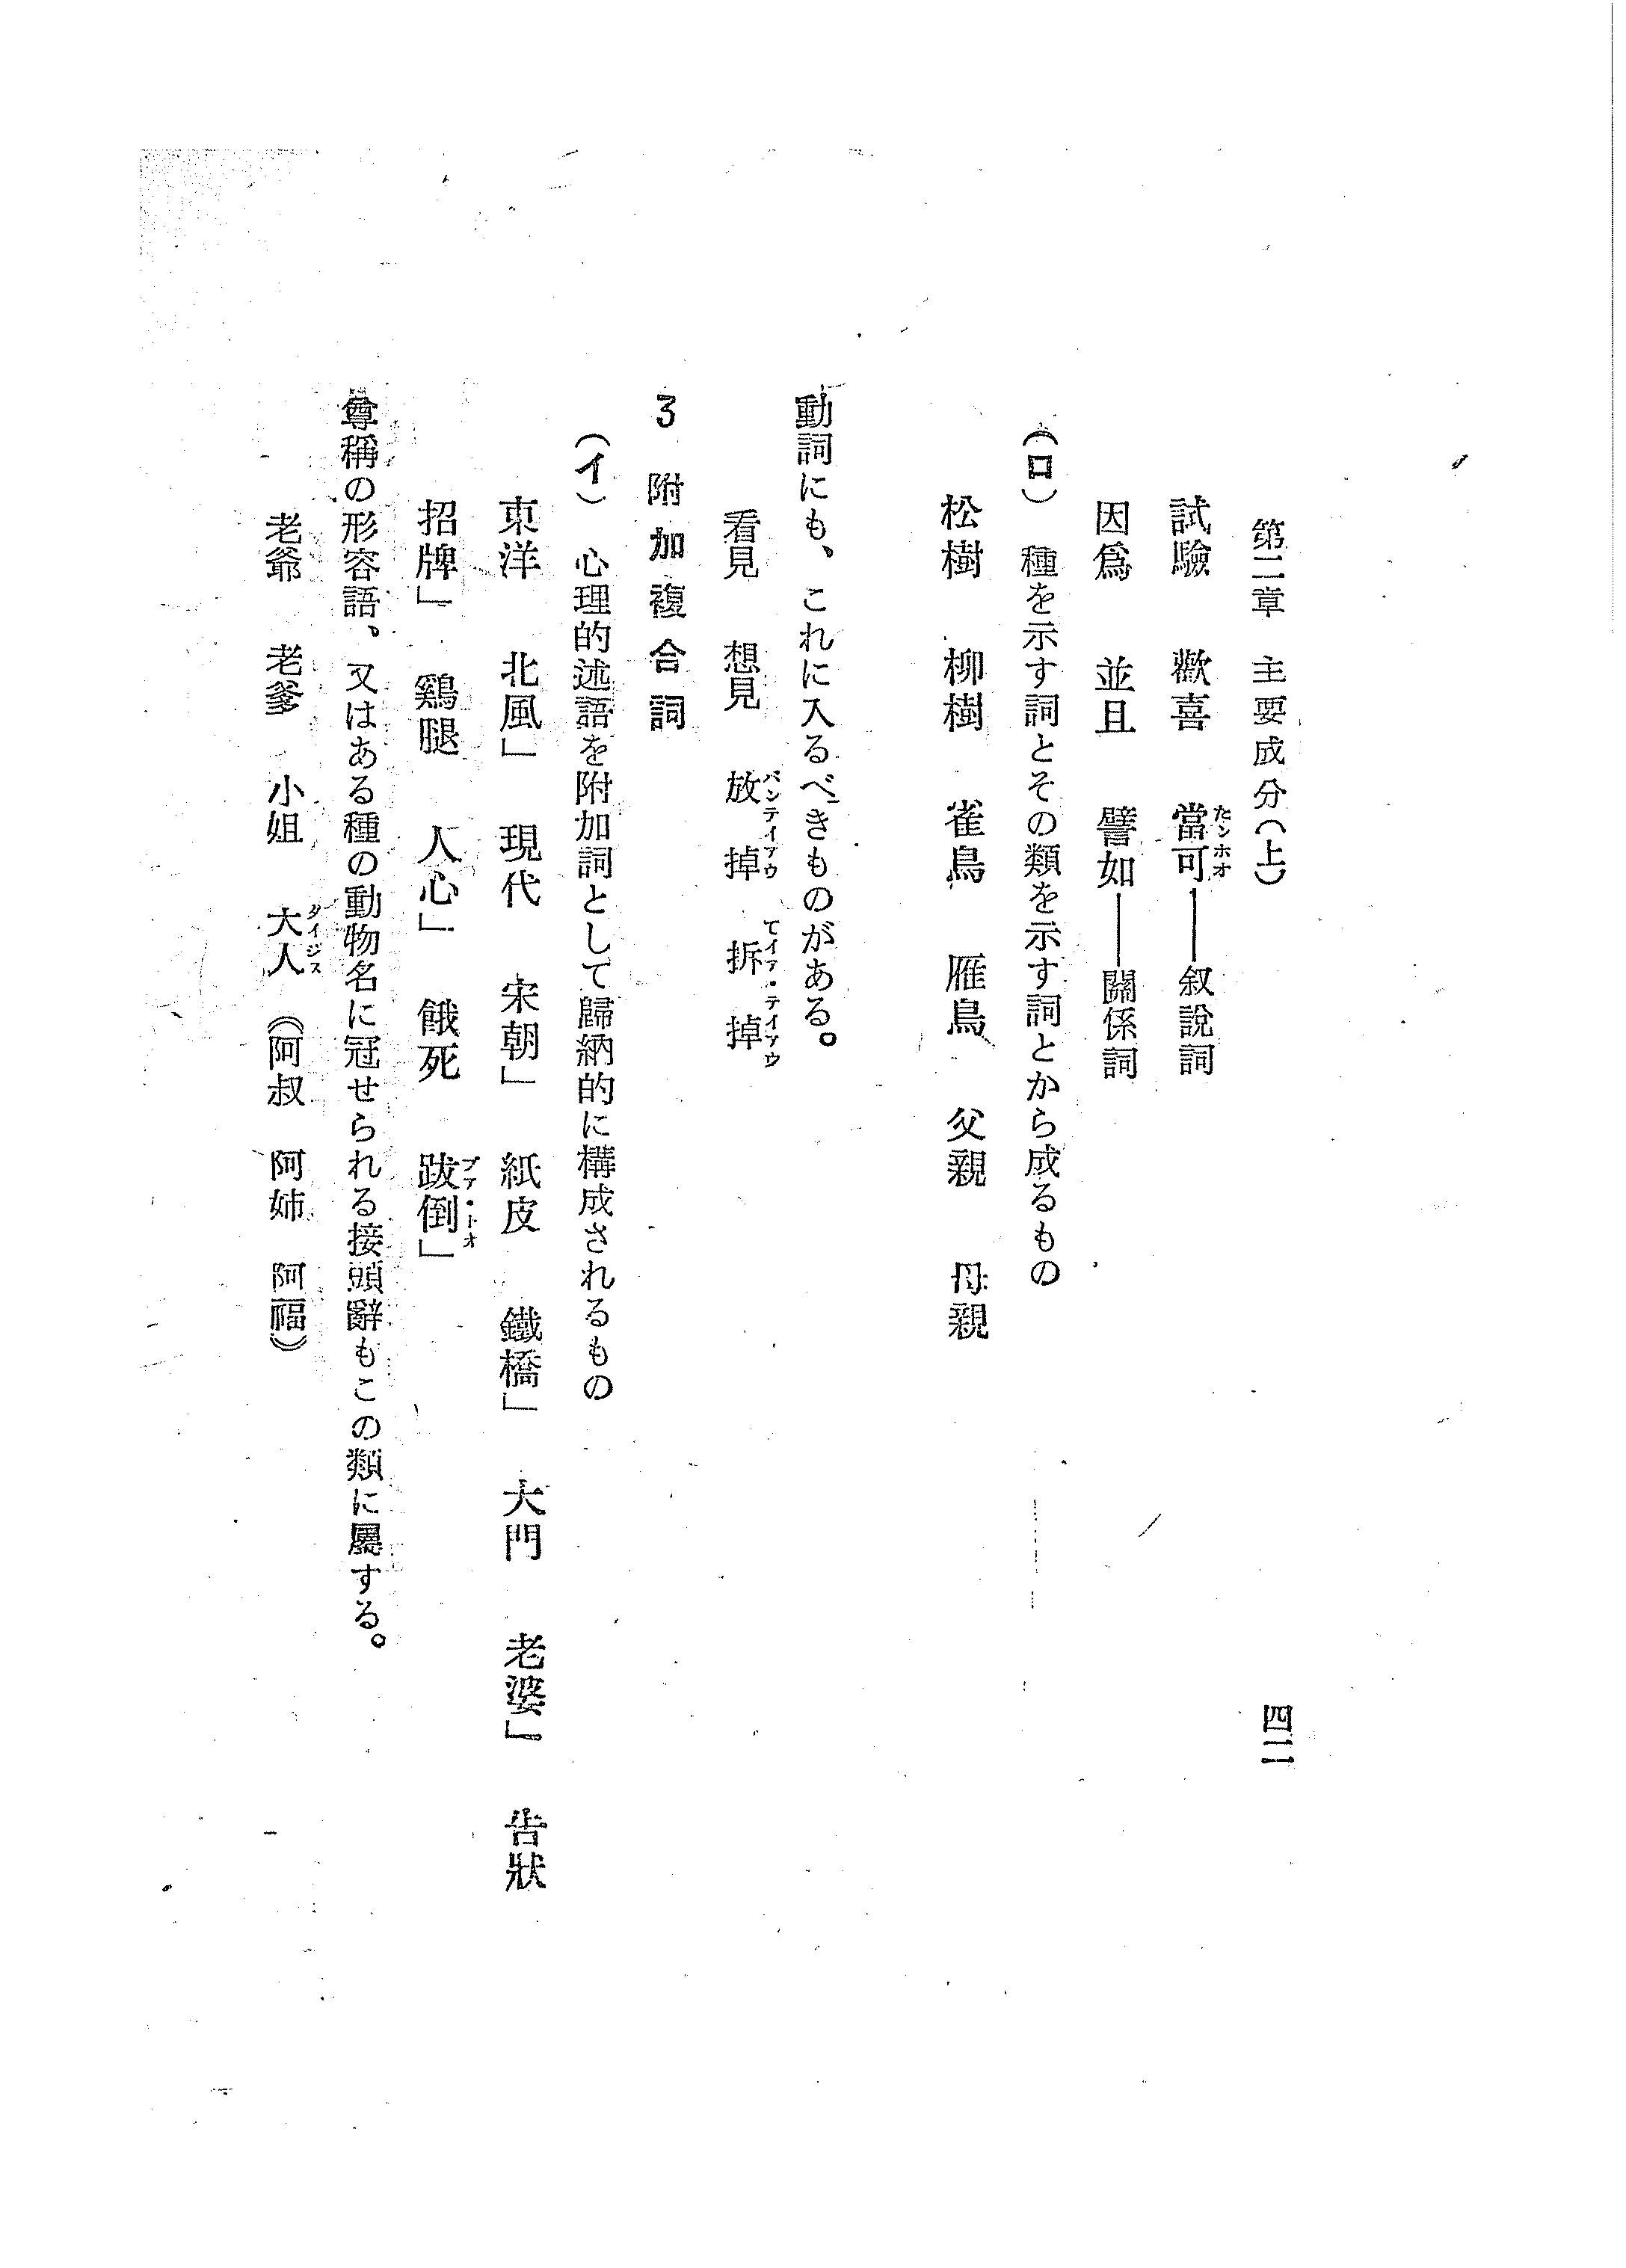 第二章　主要成分（上）
四二
試驗　歡喜　當可――叙說詞
たンホオ
因爲　並且　譬如――關係詞
（ロ）　種を示す詞とその類を示す詞とから成るもの
松樹　柳樹　雀鳥　雁鳥　父親　母親
動詞にも、これに入るべきものがある。
看見　想見　放掉　拆掉
バンテイアウ　てイア・テイアウ
3　附加複合詞
（イ）　心理的述語を附加詞として歸納的に構成されるもの
東洋　北風」　現代　宋朝」　紙皮　鐵橋」　大門　老婆」　告狀
招牌」　鷄腿　人心」　餓死　跋倒」
プア・トオ
尊稱の形容語、又はある種の動物名に冠せられる接頭辭もこの類に屬する。
老爺　老爹　小姐　大人　《阿叔　阿姉　阿福》
タイジヌ